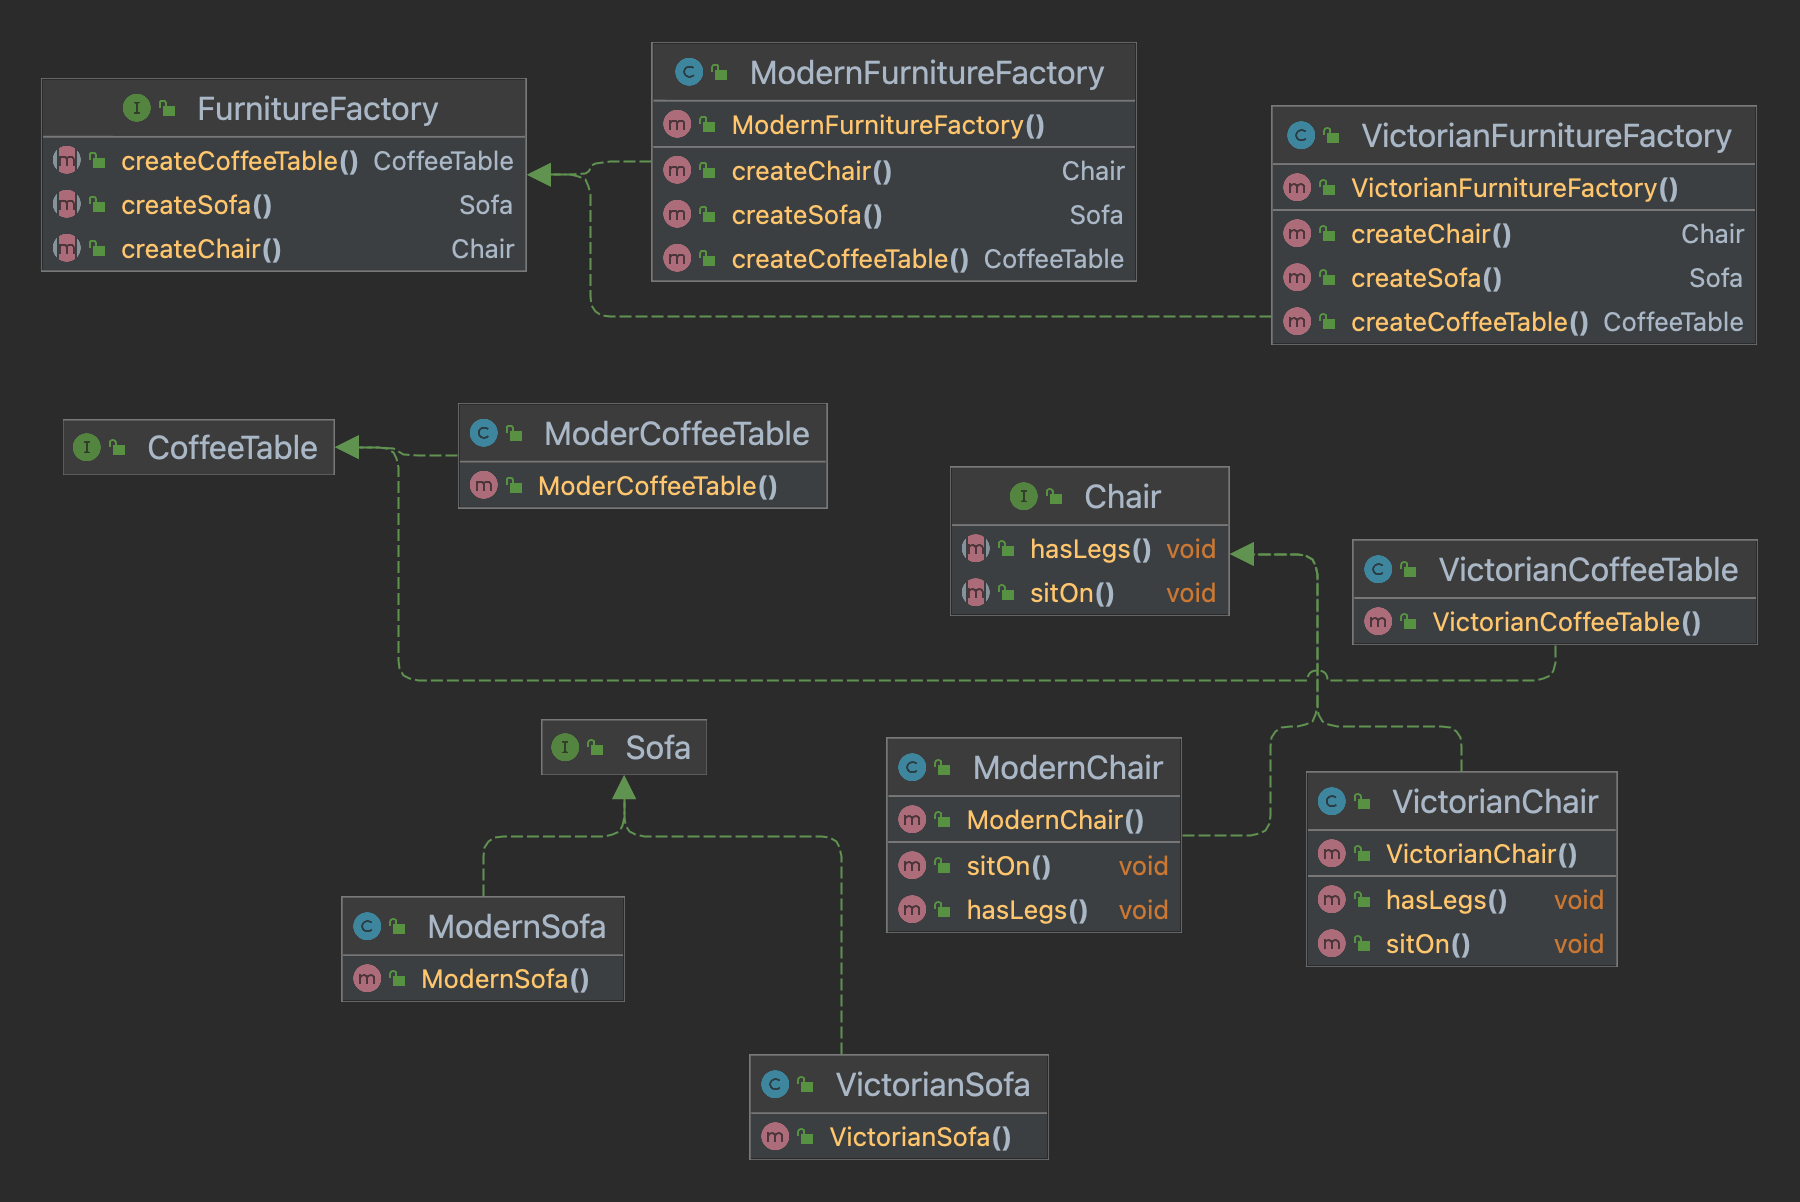 FurnitureFactory
createCoffeeTable() CoffeeTable
createSofa() Sofa
createChair() Chair
ModernFurnitureFactory
ModernFurnitureFactory()
createChair() Chair
createSofa() Sofa
createCoffeeTable() CoffeeTable
VictorianFurnitureFactory
VictorianFurnitureFactory()
createChair() Chair
createSofa() Sofa
createCoffeeTable() CoffeeTable
CoffeeTable
ModerCoffeeTable
ModerCoffeeTable()
Chair
hasLegs() void
sitOn() void
VictorianCoffeeTable
VictorianCoffeeTable()
Sofa
ModernChair
ModernChair()
sitOn() void
hasLegs() void
VictorianChair
VictorianChair()
hasLegs() void
sitOn() void
ModernSofa
ModernSofa()
VictorianSofa
VictorianSofa()